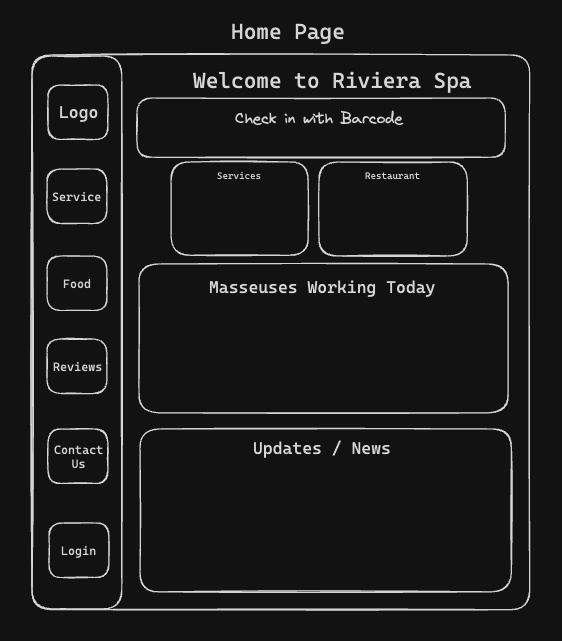 Home Page
Welcome to Riviera Spa
Logo
Check in with Barcode
Services
Restaurant
Service
Food
Masseuses Working Today
Reviews
Contact
Us
Updates / News
Login